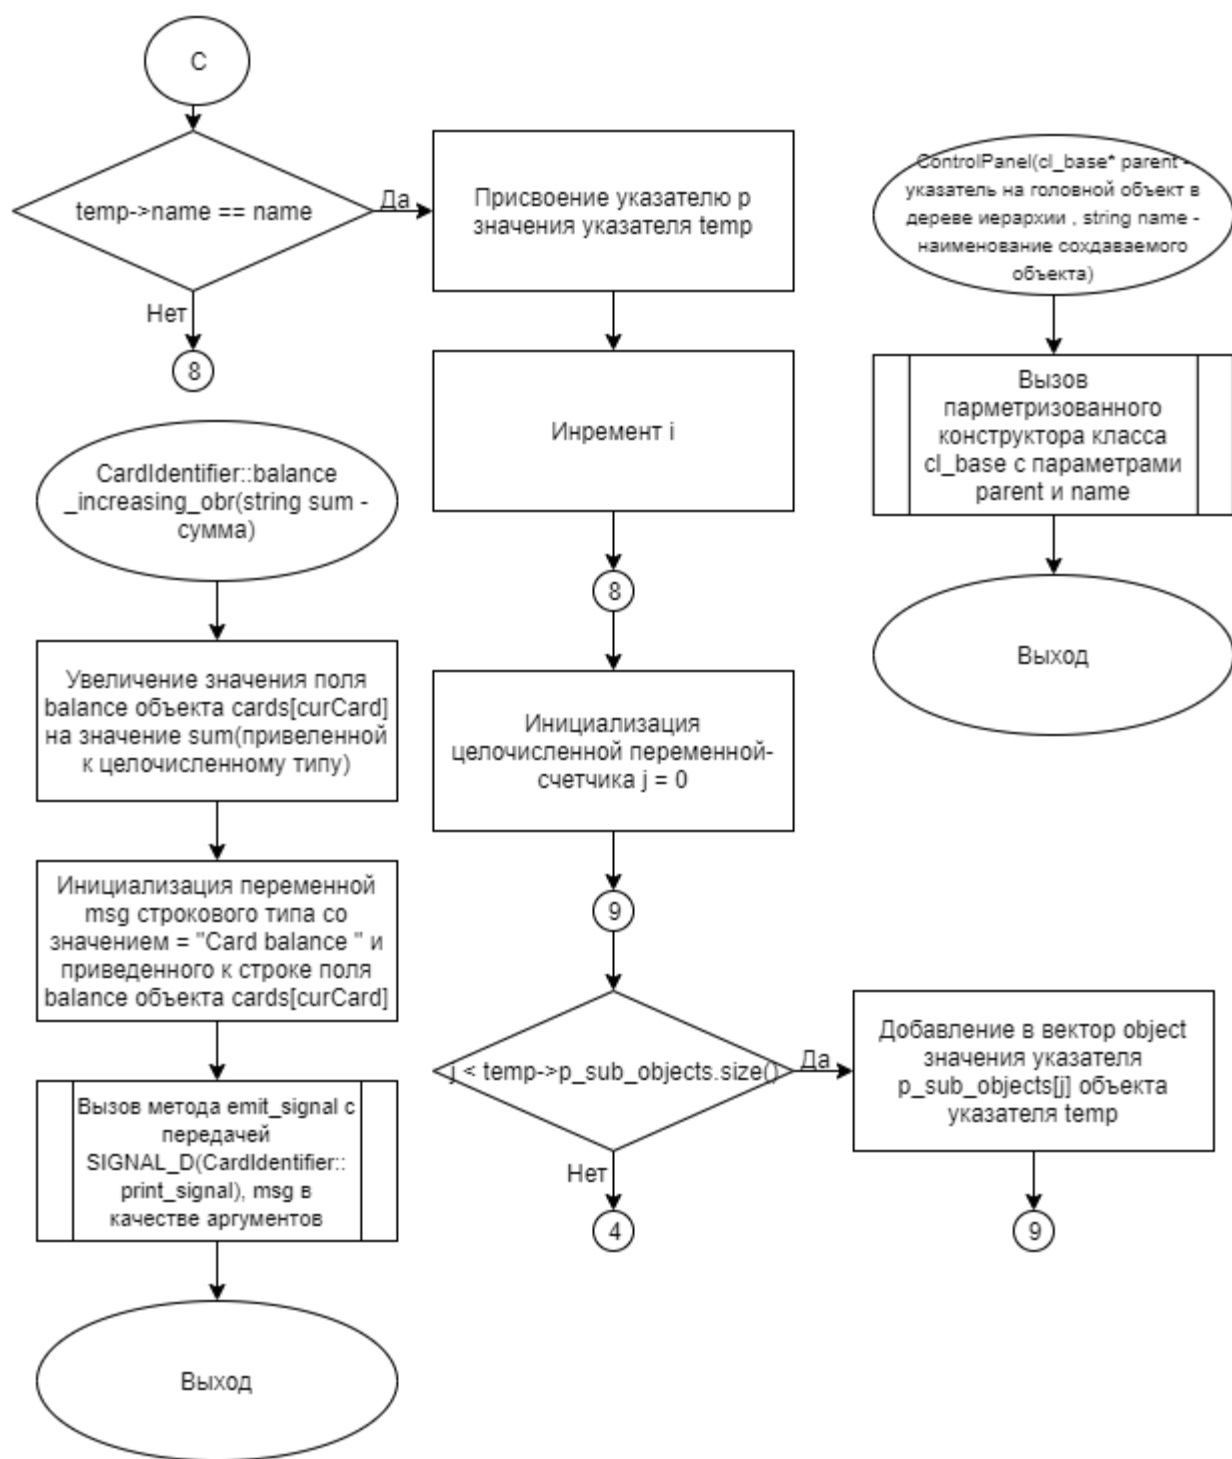 C
temp->name == name
Да
Нет
8
Присвоение указателю p
значения указателя temp
Инремент i
8
Инициализация
целочисленной переменной-
счетчика j = 0
9
j < temp->p_sub_objects.size()
Да
Нет
4
Добавление в вектор object
значения указателя
p_sub_objects[j] объекта
указателя temp
9
CardIdentifier::balance
_increasing_obr(string sum -
сумма)
Увеличение значения поля
balance объекта cards[curCard]
на значение sum(привеленной
к целочисленному типу)
Инициализация переменной
msg строкового типа со
значением = "Card balance " и
приведенного к строке поля
balance объекта cards[curCard]
Вызов метода emit_signal с
передачей
SIGNAL_D(CardIdentifier::
print_signal), msg в
качестве аргументов
Выход
ControlPanel(cl_base* parent -
указатель на головной объект в
дереве иерархии , string name -
наименование сохдаваемого
объекта)
Вызов
парметризованного
конструктора класса
cl_base с параметрами
parent и name
Выход